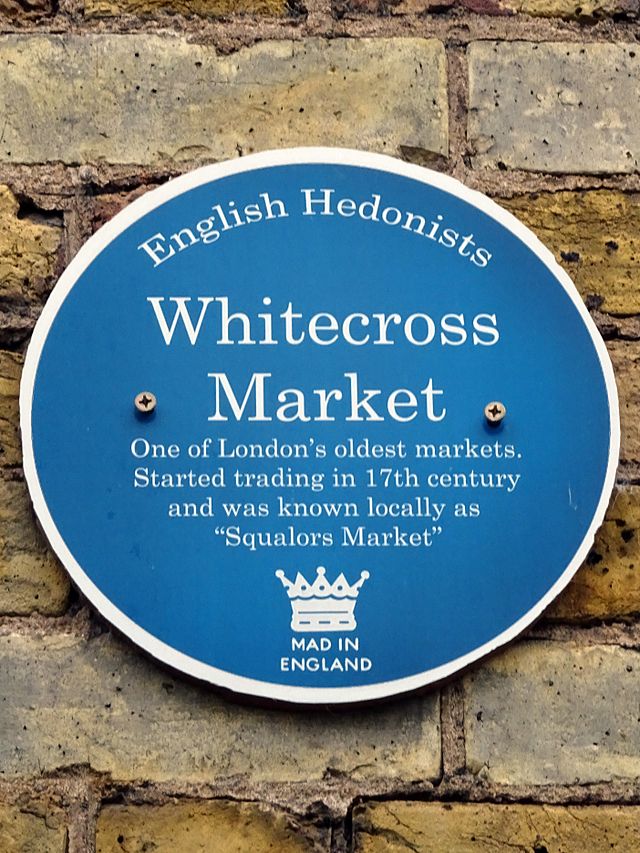 English Hedonists
Whitecross
Market
One of London's oldest markets.
Started trading in 17th century
and was known locally as
“Squalors Market”
MAD IN
ENGLAND